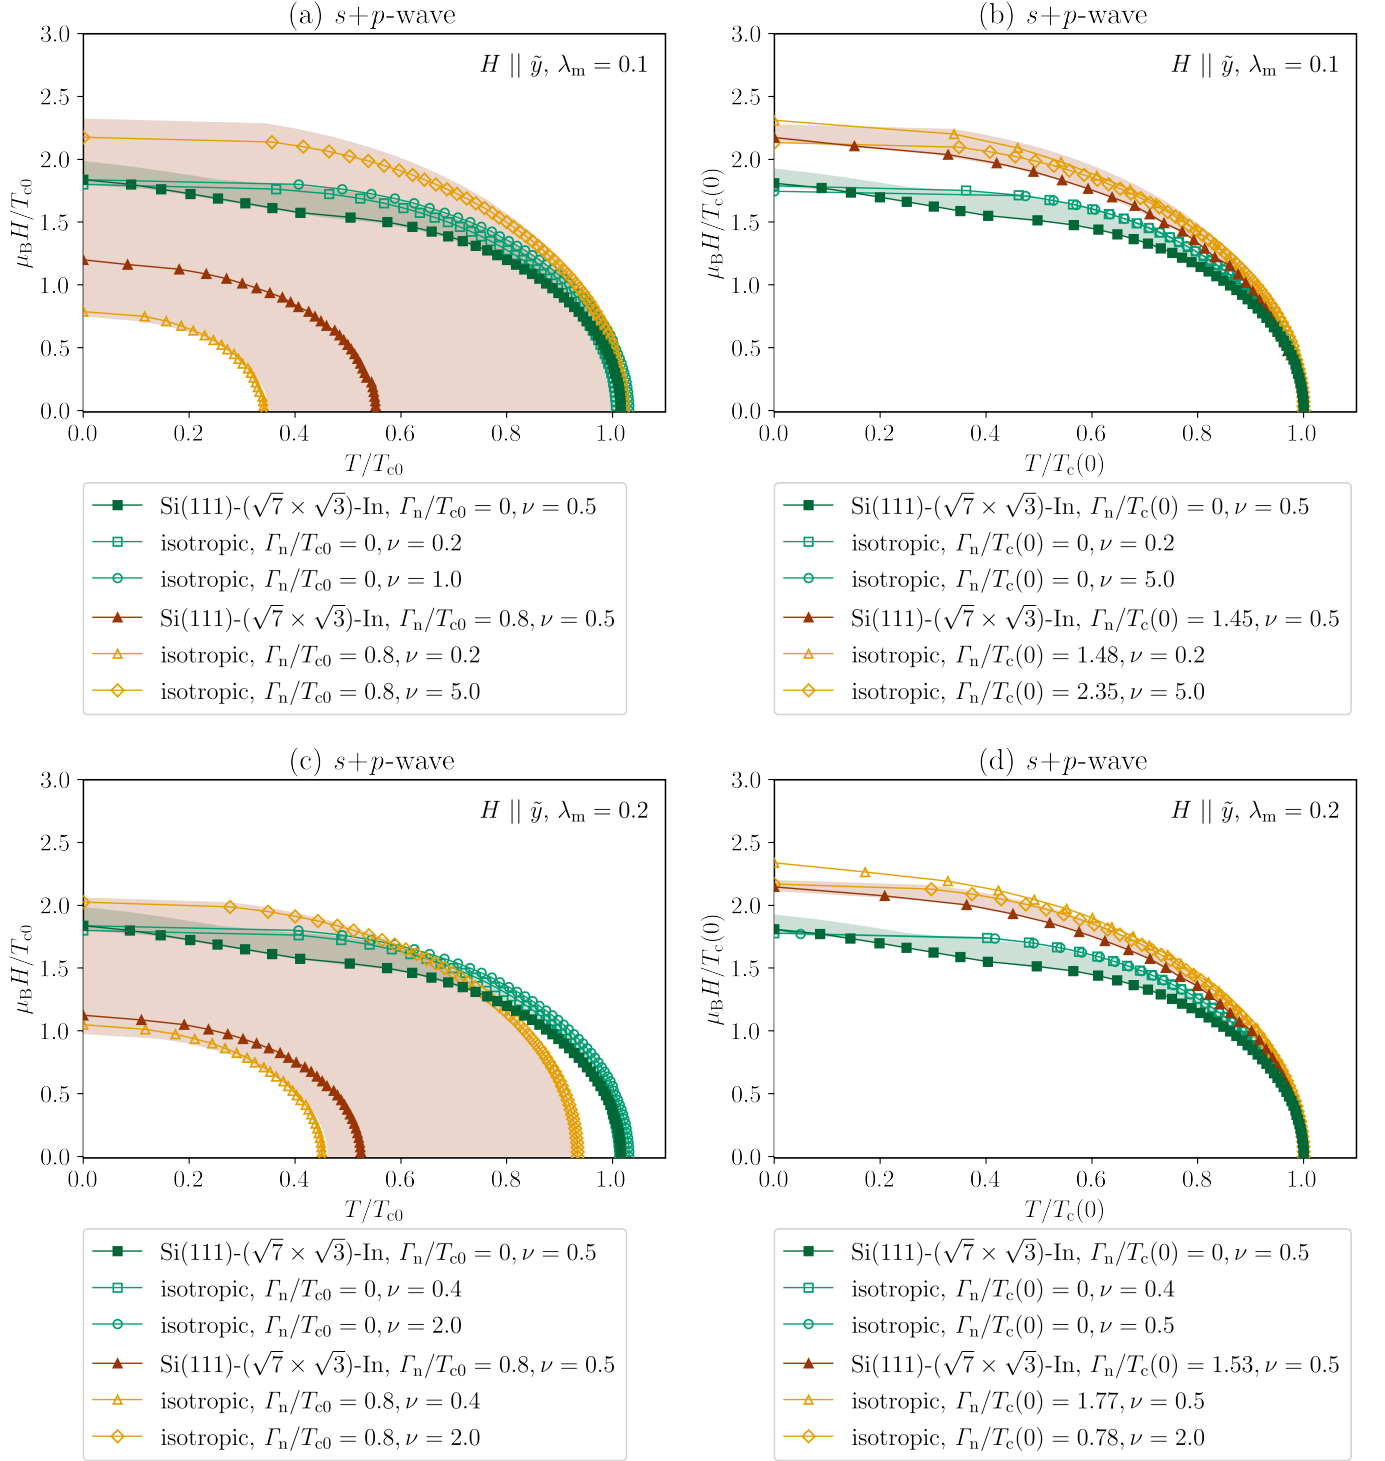 (a) s+p-wave
H || ỹ, λm = 0.1
3.0
2.5
2.0
1.5
1.0
0.5
0.0
μBH/Tc0
0.0 0.2 0.4 0.6 0.8 1.0
T/Tc0
Si(111)-(√7 × √3)-In, Γn/Tc0 = 0, ν = 0.5
isotropic, Γn/Tc0 = 0, ν = 0.2
isotropic, Γn/Tc0 = 0, ν = 1.0
Si(111)-(√7 × √3)-In, Γn/Tc0 = 0.8, ν = 0.5
isotropic, Γn/Tc0 = 0.8, ν = 0.2
isotropic, Γn/Tc0 = 0.8, ν = 5.0
(b) s+p-wave
H || ỹ, λm = 0.1
3.0
2.5
2.0
1.5
1.0
0.5
0.0
μBH/Tc(0)
0.0 0.2 0.4 0.6 0.8 1.0
T/Tc(0)
Si(111)-(√7 × √3)-In, Γn/Tc(0) = 0, ν = 0.5
isotropic, Γn/Tc(0) = 0, ν = 0.2
isotropic, Γn/Tc(0) = 0, ν = 5.0
Si(111)-(√7 × √3)-In, Γn/Tc(0) = 1.45, ν = 0.5
isotropic, Γn/Tc(0) = 1.48, ν = 0.2
isotropic, Γn/Tc(0) = 2.35, ν = 5.0
(c) s+p-wave
H || ỹ, λm = 0.2
3.0
2.5
2.0
1.5
1.0
0.5
0.0
μBH/Tc0
0.0 0.2 0.4 0.6 0.8 1.0
T/Tc0
Si(111)-(√7 × √3)-In, Γn/Tc0 = 0, ν = 0.5
isotropic, Γn/Tc0 = 0, ν = 0.4
isotropic, Γn/Tc0 = 0, ν = 2.0
Si(111)-(√7 × √3)-In, Γn/Tc0 = 0.8, ν = 0.5
isotropic, Γn/Tc0 = 0.8, ν = 0.4
isotropic, Γn/Tc0 = 0.8, ν = 2.0
(d) s+p-wave
H || ỹ, λm = 0.2
3.0
2.5
2.0
1.5
1.0
0.5
0.0
μBH/Tc(0)
0.0 0.2 0.4 0.6 0.8 1.0
T/Tc(0)
Si(111)-(√7 × √3)-In, Γn/Tc(0) = 0, ν = 0.5
isotropic, Γn/Tc(0) = 0, ν = 0.4
isotropic, Γn/Tc(0) = 0, ν = 0.5
Si(111)-(√7 × √3)-In, Γn/Tc(0) = 1.53, ν = 0.5
isotropic, Γn/Tc(0) = 1.77, ν = 0.5
isotropic, Γn/Tc(0) = 0.78, ν = 2.0